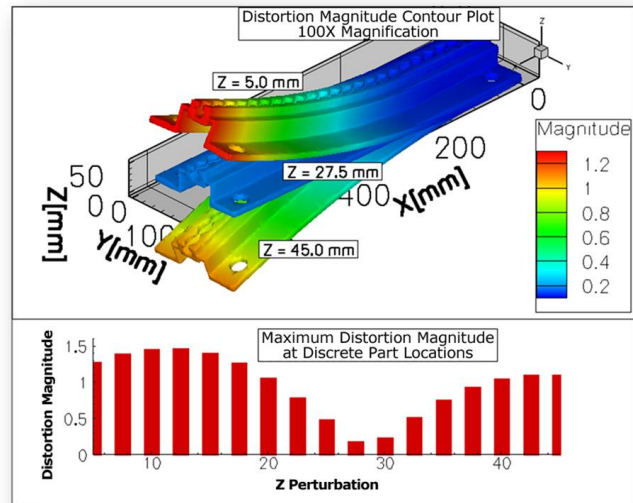 Distortion Magnitude Contour Plot
100X Magnification
Z
Y
Z = 5.0 mm
0
Magnitude
200
1.2
Z = 27.5 mm
1
50
400
X[mm]
0.8
0
0
0.6
Z[mm]
Y[mm]
100
0.4
Z = 45.0 mm
0.2
Distortion Magnitude
Maximum Distortion Magnitude
at Discrete Part Locations
1.5
1
0.5
0
10
20
30
40
Z Perturbation